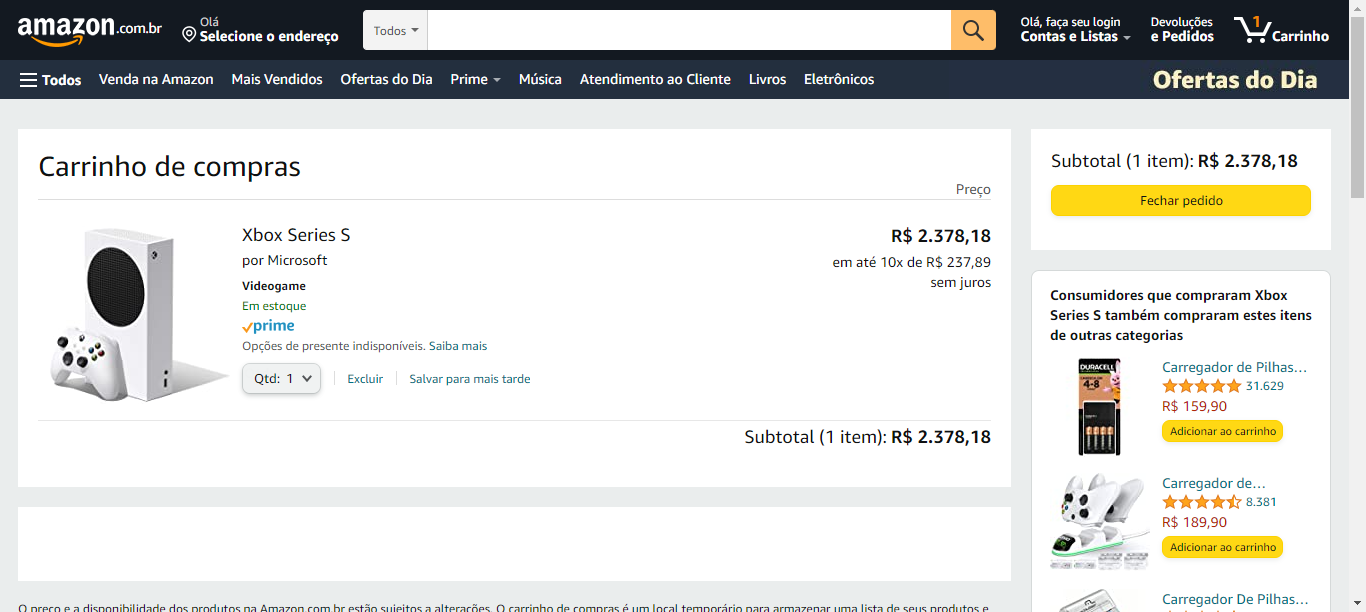 amazon.com.br
Olá
Selecione o endereço
Todos
Olá, faça seu login
Contas e Listas
Devoluções
e Pedidos
1
Carrinho
Todos
Venda na Amazon
Mais Vendidos
Ofertas do Dia
Prime
Música
Atendimento ao Cliente
Livros
Eletrônicos
Ofertas do Dia
Carrinho de compras
Preço
Xbox Series S
por Microsoft
Videogame
Em estoque
prime
Opções de presente indisponíveis. Saiba mais
Qtd: 1
Excluir
Salvar para mais tarde
R$ 2.378,18
em até 10x de R$ 237,89
sem juros
Subtotal (1 item): R$ 2.378,18
Subtotal (1 item): R$ 2.378,18
Fechar pedido
Consumidores que compraram Xbox
Series S também compraram estes itens
de outras categorias
DURACELL
4-8
Carregador de Pilhas…
31.629
R$ 159,90
Adicionar ao carrinho
Carregador de…
8.381
R$ 189,90
Adicionar ao carrinho
Carregador De Pilhas…
O preço e a disponibilidade dos produtos na Amazon.com.br estão sujeitos a alterações. O carrinho de compras é um local temporário para armazenar uma lista de seus produtos e